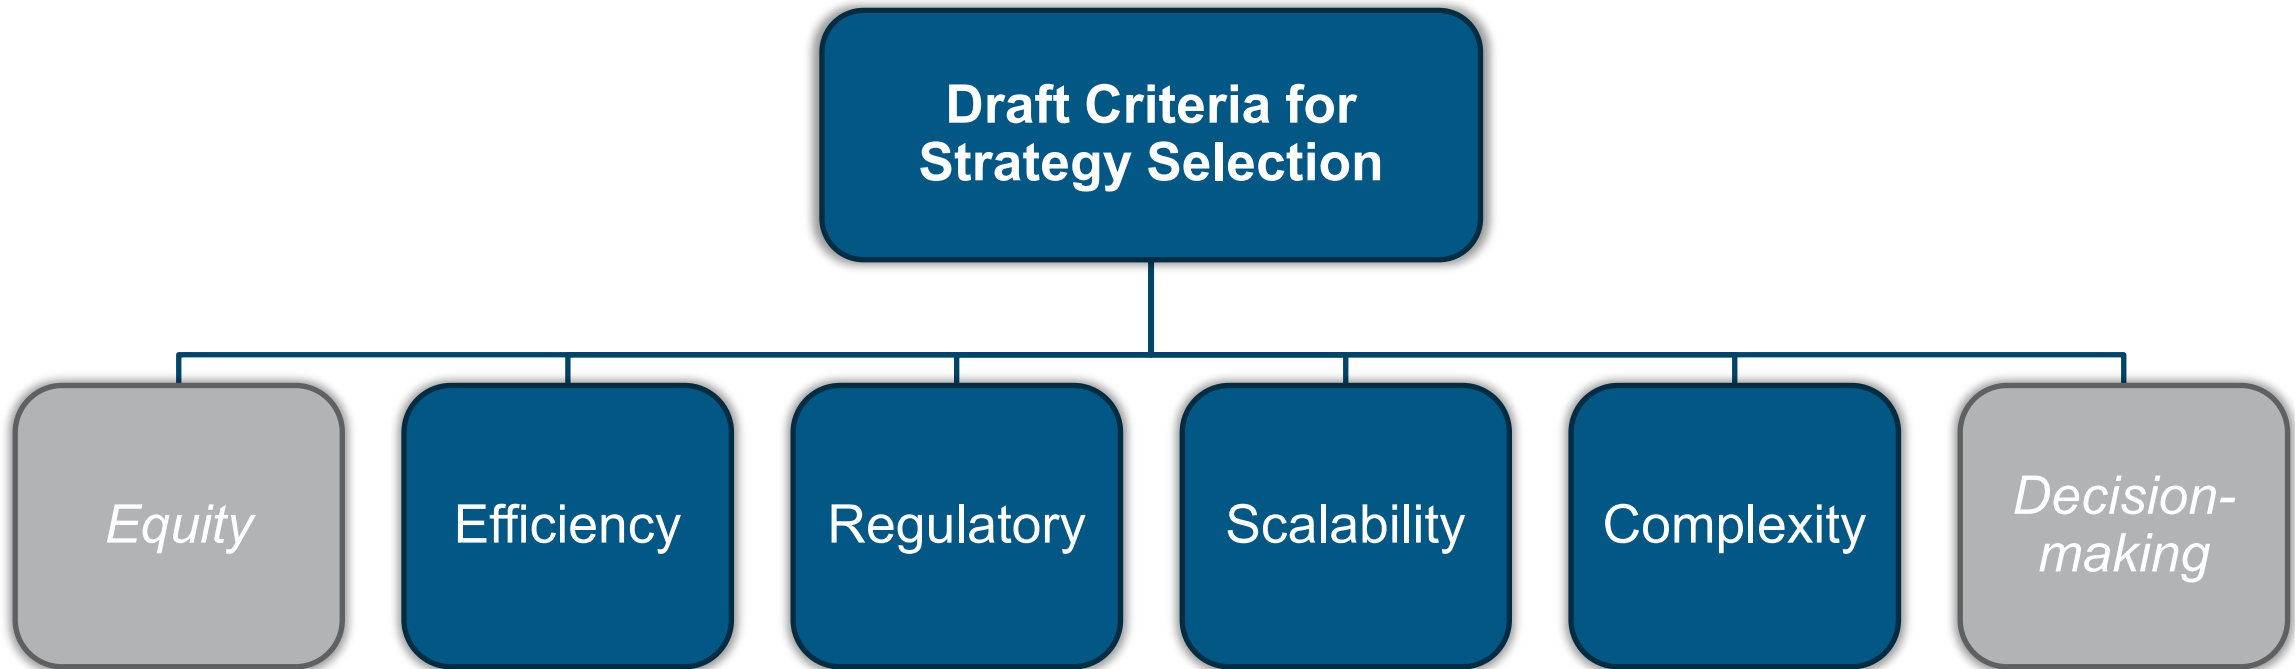 Draft Criteria for
Strategy Selection
Equity
Efficiency
Regulatory
Scalability
Complexity
Decision-
making